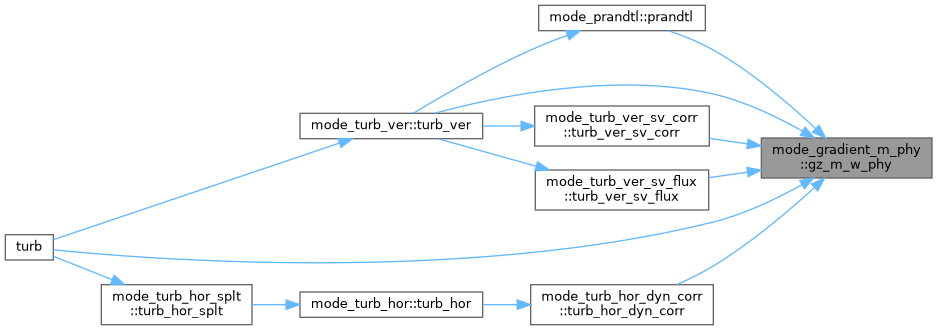 mode_prandtl::prandtl
mode_turb_ver::turb_ver
mode_turb_ver_sv_corr
::turb_ver_sv_corr
mode_gradient_m_phy
::gz_m_w_phy
mode_turb_ver_sv_flux
::turb_ver_sv_flux
turb
mode_turb_hor_splt
::turb_hor_splt
mode_turb_hor::turb_hor
mode_turb_hor_dyn_corr
::turb_hor_dyn_corr